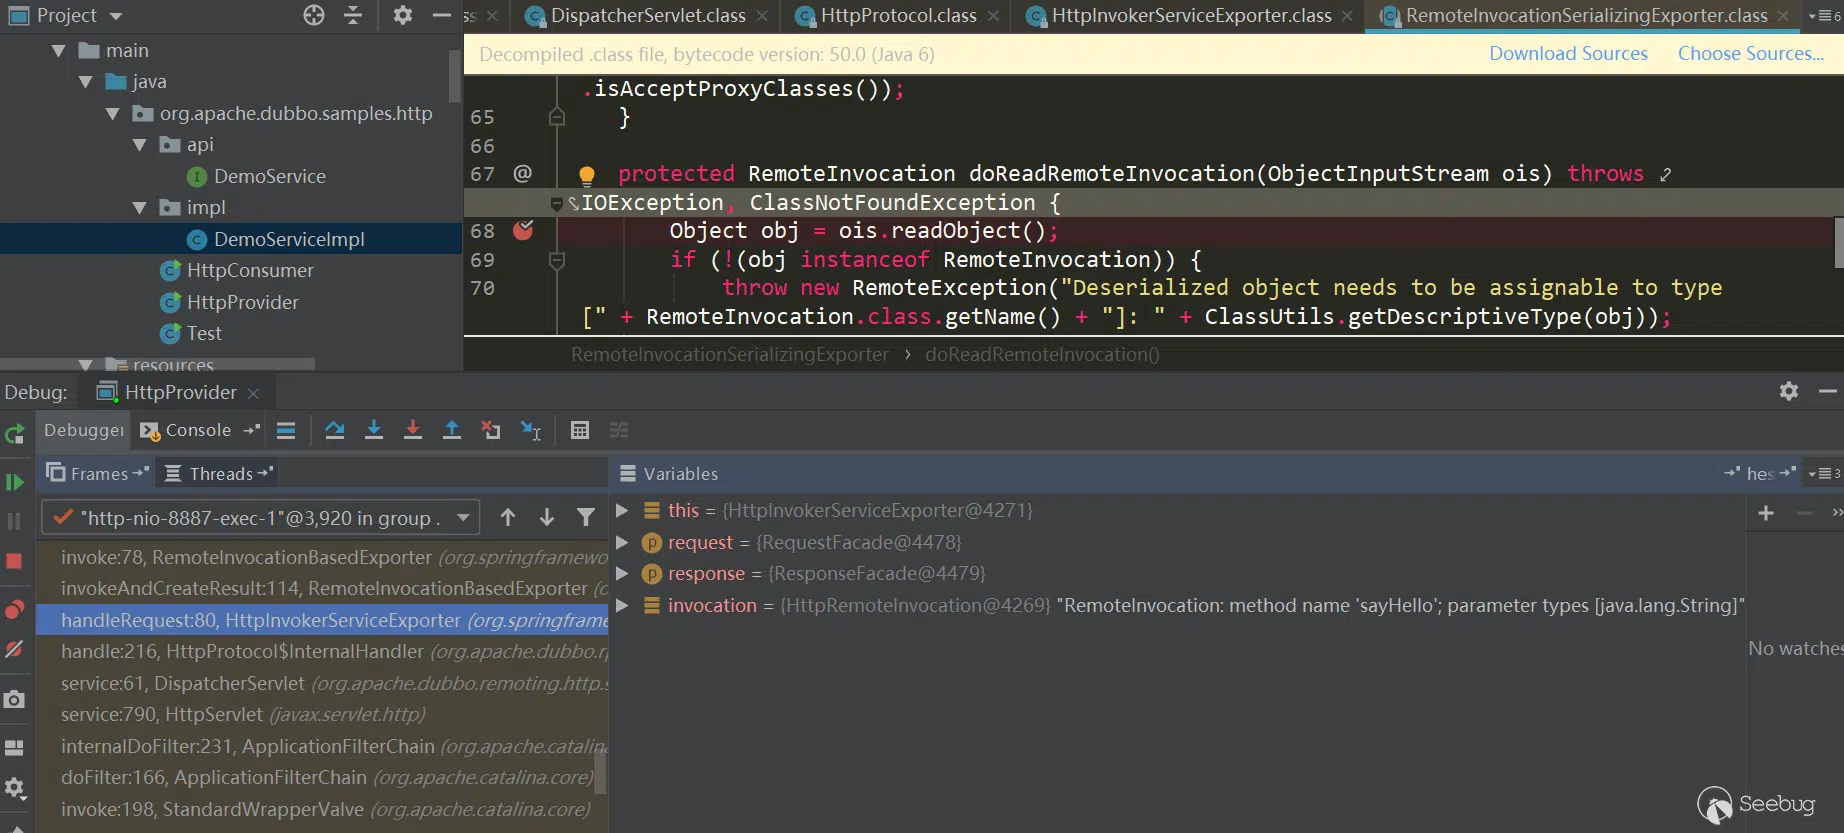 Project
ss
DispatcherServlet.class
HttpProtocol.class
HttpInvokerServiceExporter.class
RemoteInvocationSerializingExporter.class
6
main
java
org.apache.dubbo.samples.http
api
DemoService
impl
DemoServiceImpl
HttpConsumer
HttpProvider
Test
resources
Decompiled .class file, bytecode version: 50.0 (Java 6)
Download Sources
Choose Sources...
.isAcceptProxyClasses());
65 }
66
67 @ protected RemoteInvocation doReadRemoteInvocation(ObjectInputStream ois) throws
IOException, ClassNotFoundException {
68 Object obj = ois.readObject();
69 if (!(obj instanceof RemoteInvocation)) {
70 throw new RemoteException("Deserialized object needs to be assignable to type
[" + RemoteInvocation.class.getName() + "]: " + ClassUtils.getDescriptiveType(obj));
RemoteInvocationSerializingExporter › doReadRemoteInvocation()
Debug: HttpProvider
Debugger Console
Frames Threads
"http-nio-8887-exec-1"@3,920 in group .
invoke:78, RemoteInvocationBasedExporter (org.springframewo
invokeAndCreateResult:114, RemoteInvocationBasedExporter (o
handleRequest:80, HttpInvokerServiceExporter (org.springframe
handle:216, HttpProtocol$InternalHandler (org.apache.dubbo.rp
service:61, DispatcherServlet (org.apache.dubbo.remoting.http.s
service:790, HttpServlet (javax.servlet.http)
internalDoFilter:231, ApplicationFilterChain (org.apache.catalina
doFilter:166, ApplicationFilterChain (org.apache.catalina.core)
invoke:198, StandardWrapperValve (org.apache.catalina.core)
Variables
hes
3
this = {HttpInvokerServiceExporter@4271}
request = {RequestFacade@4478}
response = {ResponseFacade@4479}
invocation = {HttpRemoteInvocation@4269} "RemoteInvocation: method name 'sayHello'; parameter types [java.lang.String]"
No watches
Seebug